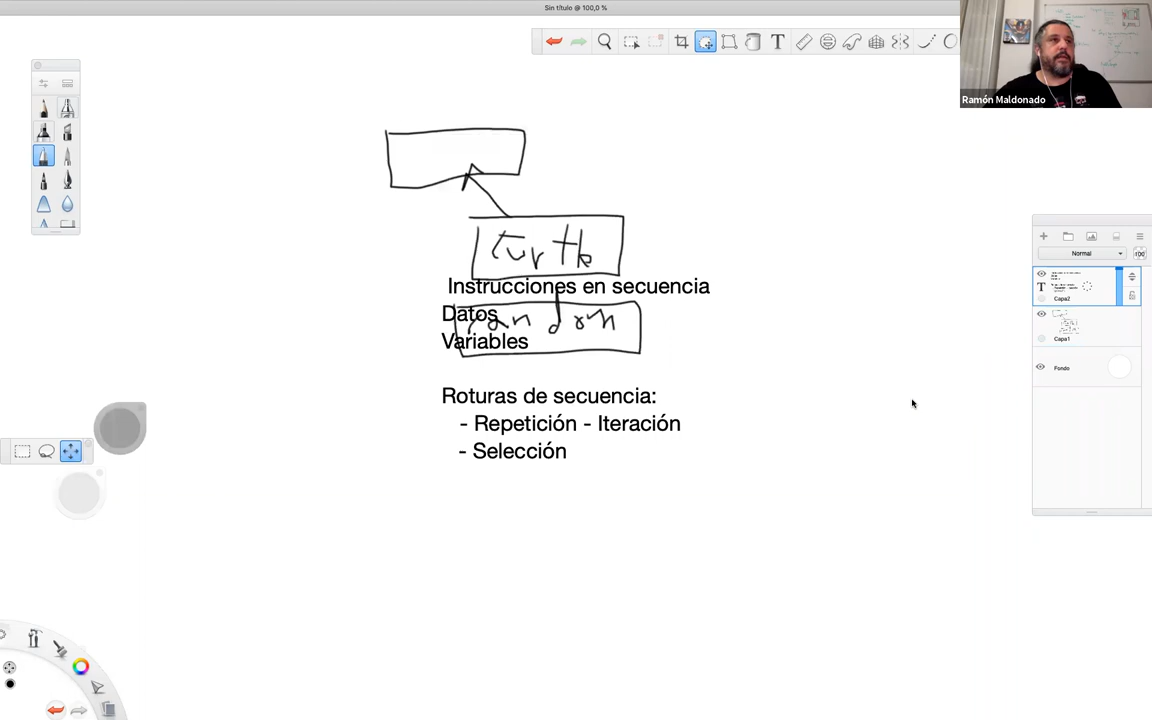 Sin título @ 100,0 %
Ramón Maldonado
Turtle
Instrucciones en secuencia
Datos
random
Variables
Roturas de secuencia:
- Repetición - Iteración
- Selección
Normal
100
Capa2
Capa1
Fondo